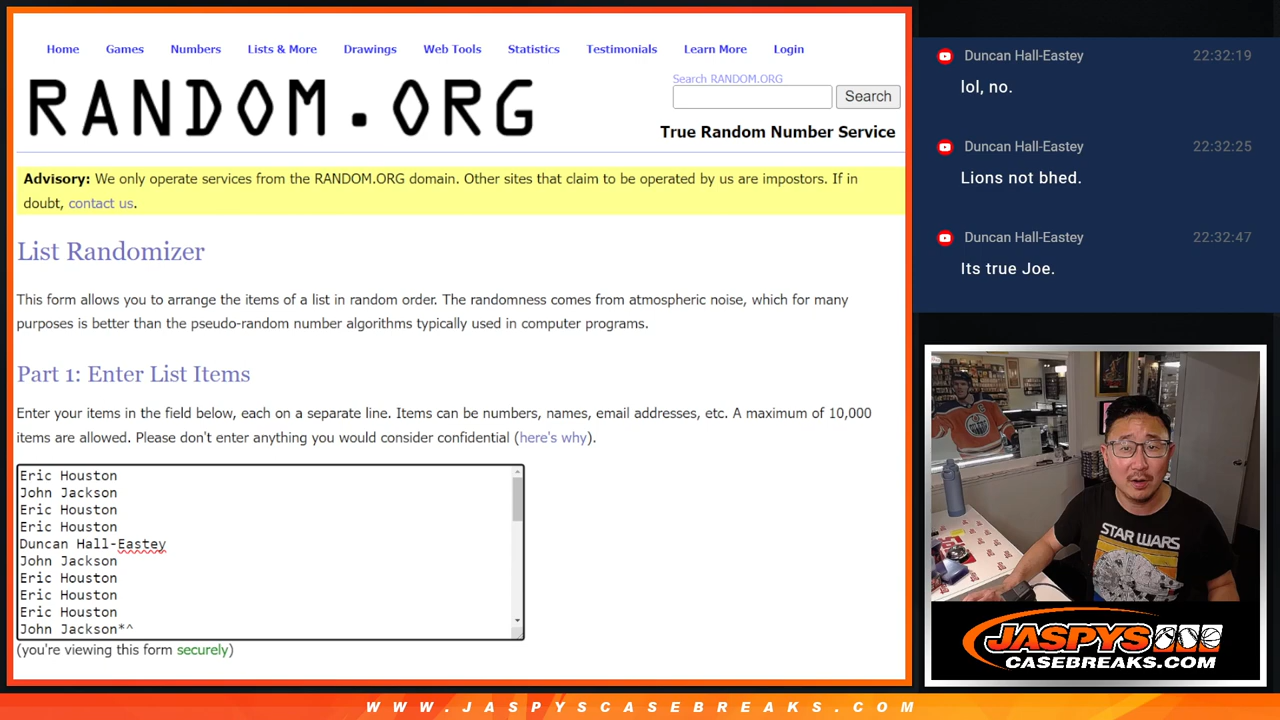 Home Games Numbers Lists & More Drawings Web Tools Statistics Testimonials Learn More Login
RANDOM.ORG
Search RANDOM.ORG
Search
True Random Number Service
Advisory: We only operate services from the RANDOM.ORG domain. Other sites that claim to be operated by us are impostors. If in
doubt, contact us.
List Randomizer
This form allows you to arrange the items of a list in random order. The randomness comes from atmospheric noise, which for many
purposes is better than the pseudo-random number algorithms typically used in computer programs.
Part 1: Enter List Items
Enter your items in the field below, each on a separate line. Items can be numbers, names, email addresses, etc. A maximum of 10,000
items are allowed. Please don't enter anything you would consider confidential (here's why).
Eric Houston
John Jackson
Eric Houston
Eric Houston
Duncan Hall-Eastey
John Jackson
Eric Houston
Eric Houston
Eric Houston
John Jackson*^
(you're viewing this form securely)
Duncan Hall-Eastey 22:32:19
lol, no.
Duncan Hall-Eastey 22:32:25
Lions not bhed.
Duncan Hall-Eastey 22:32:47
Its true Joe.
STAR WARS
JASPYS
CASEBREAKS.COM
WWW.JASPYSCASEBREAKS.COM